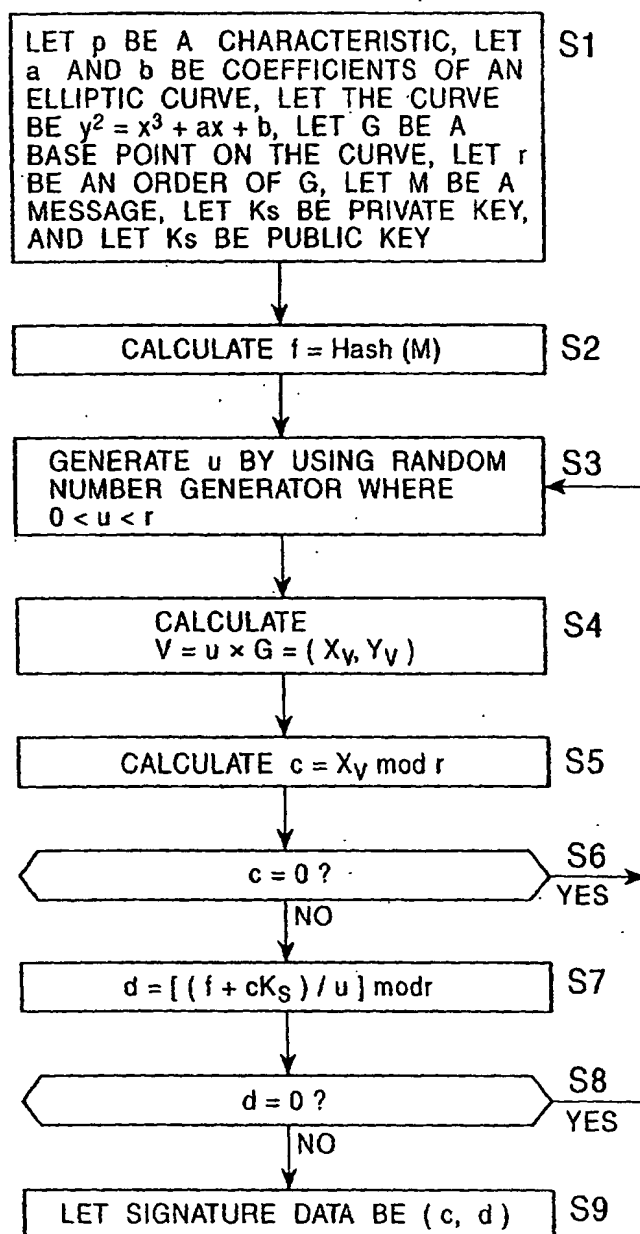 LET p BE A CHARACTERISTIC, LET
a AND b BE COEFFICIENTS OF AN
ELLIPTIC CURVE, LET THE CURVE
BE y² = x³ + ax + b, LET G BE A
BASE POINT ON THE CURVE, LET r
BE AN ORDER OF G, LET M BE A
MESSAGE, LET Ks BE PRIVATE KEY,
AND LET Ks BE PUBLIC KEY
S1
CALCULATE f = Hash (M)
S2
GENERATE u BY USING RANDOM
NUMBER GENERATOR WHERE
0 < u < r
S3
CALCULATE
V = u × G = ( Xᵥ, Yᵥ )
S4
CALCULATE c = Xᵥ mod r
S5
c = 0 ?
S6
YES
NO
d = [ ( f + cKₛ ) / u ] modr
S7
d = 0 ?
S8
YES
NO
LET SIGNATURE DATA BE ( c, d )
S9